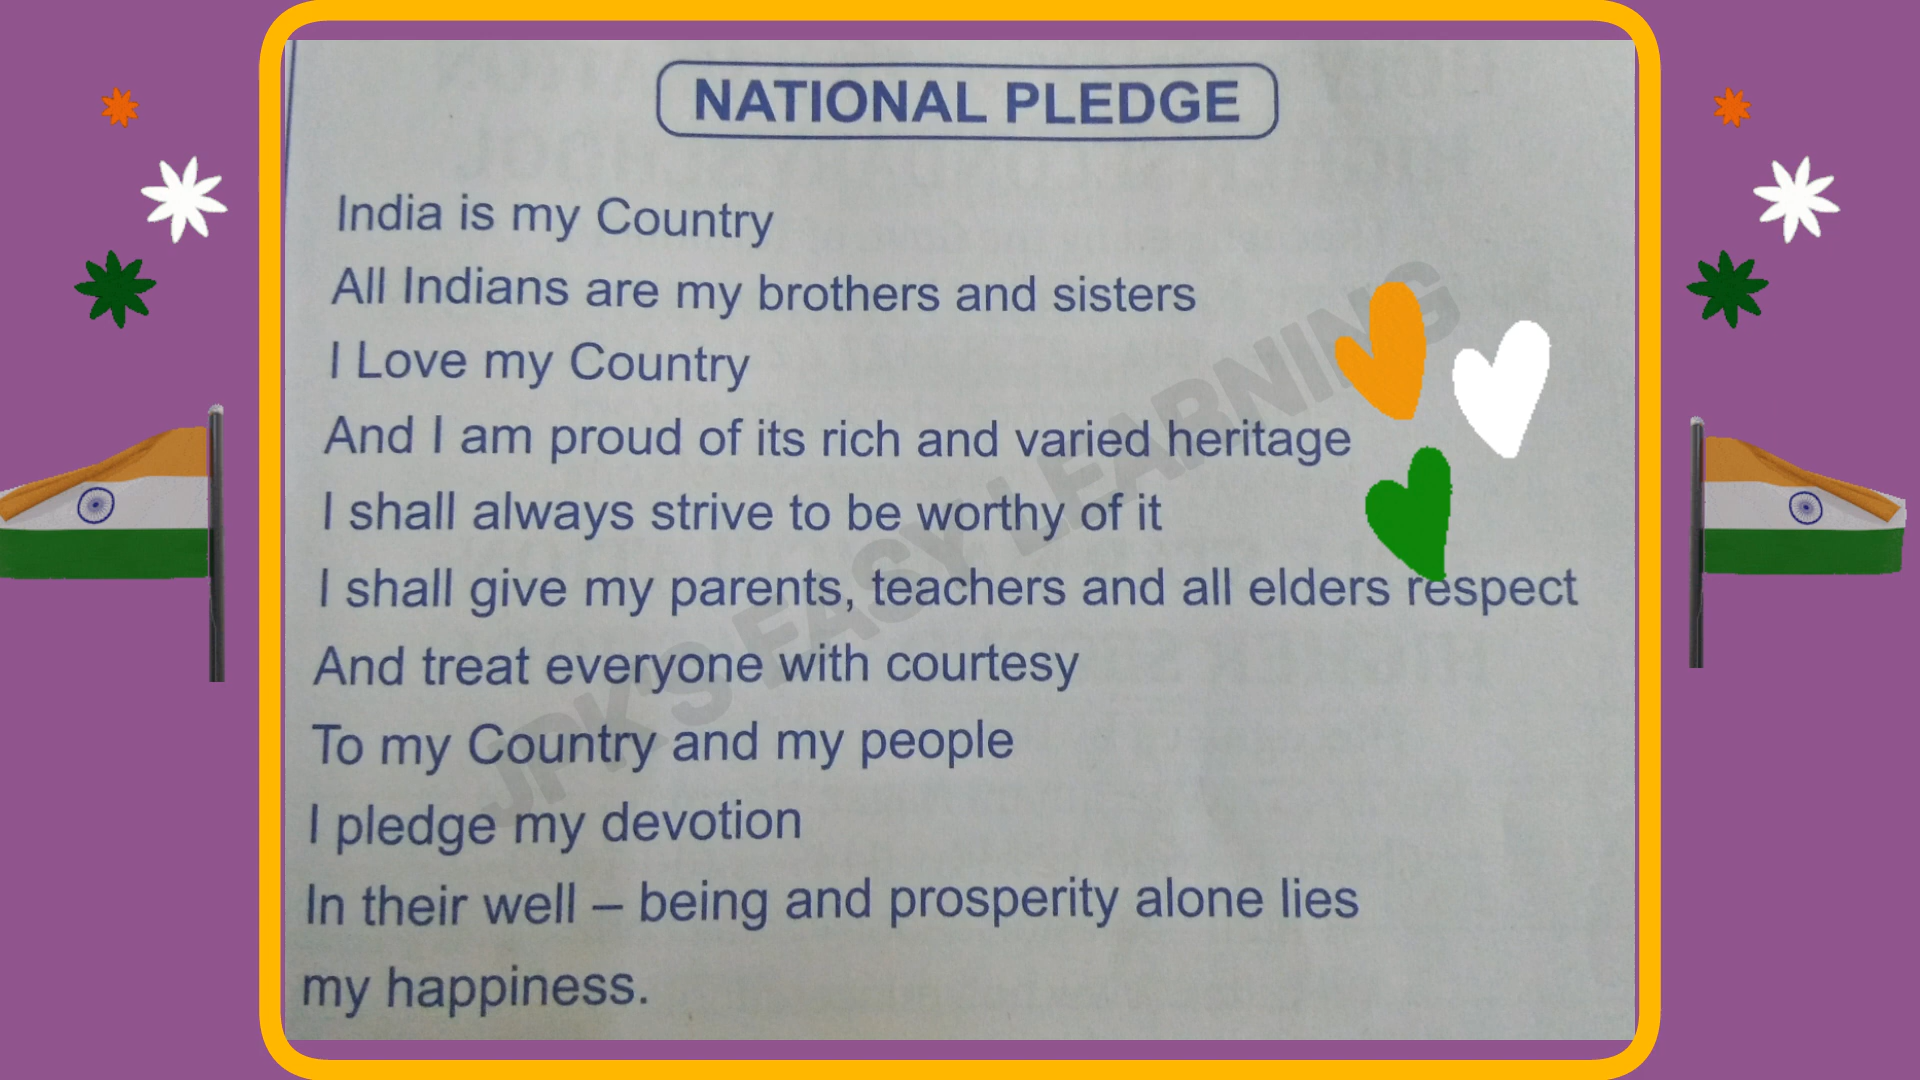 NATIONAL PLEDGE
India is my Country
All Indians are my brothers and sisters
I Love my Country
And I am proud of its rich and varied heritage
I shall always strive to be worthy of it
I shall give my parents, teachers and all elders respect
And treat everyone with courtesy
To my Country and my people
I pledge my devotion
In their well – being and prosperity alone lies
my happiness.
JPK'S EASY LEARNING